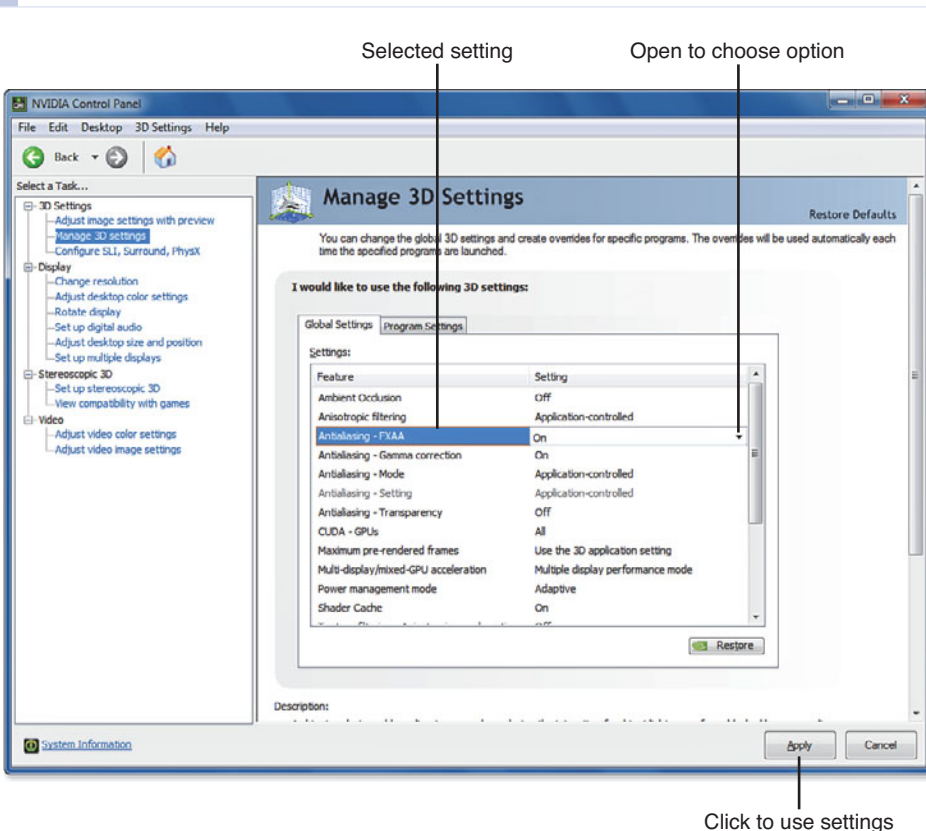 Selected setting
Open to choose option
NVIDIA Control Panel
File Edit Desktop 3D Settings Help
Back
Select a Task...
3D Settings
Adjust image settings with preview
Manage 3D settings
Configure SLI, Surround, PhysX
Display
Change resolution
Adjust desktop color settings
Rotate display
Set up digital audio
Adjust desktop size and position
Set up multiple displays
Stereoscopic 3D
Set up stereoscopic 3D
View compatibility with games
Video
Adjust video color settings
Adjust video image settings
Manage 3D Settings
Restore Defaults
You can change the global 3D settings and create overrides for specific programs. The overrides will be used automatically each
time the specified programs are launched.
I would like to use the following 3D settings:
Global Settings Program Settings
Settings:
Feature Setting
Ambient Occlusion Off
Anisotropic filtering Application-controlled
Antialiasing - FXAA On
Antialiasing - Gamma correction On
Antialiasing - Mode Application-controlled
Antialiasing - Setting Application-controlled
Antialiasing - Transparency Off
CUDA - GPUs All
Maximum pre-rendered frames Use the 3D application setting
Multi-display/mixed-GPU acceleration Multiple display performance mode
Power management mode Adaptive
Shader Cache On
Restore
Description:
System Information
Apply Cancel
Click to use settings